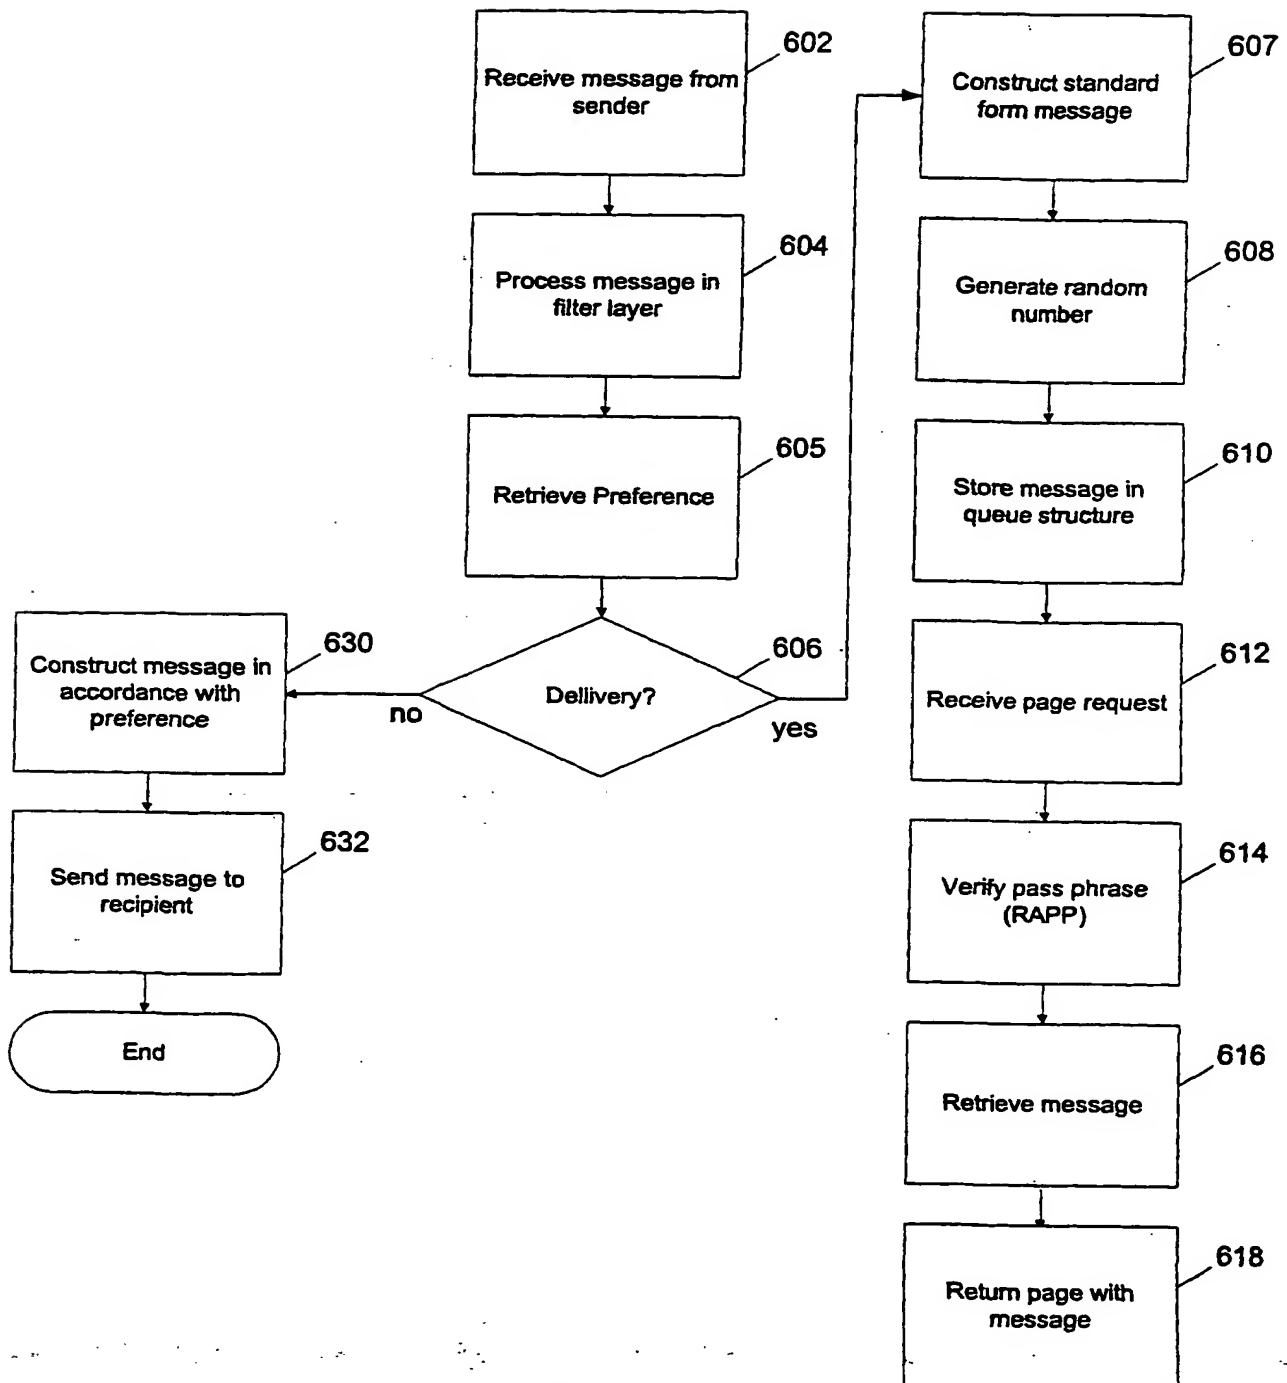 602
Receive message from
sender
604
Process message in
filter layer
605
Retrieve Preference
606
Dellivery?
no
yes
630
Construct message in
accordance with
preference
632
Send message to
recipient
End
607
Construct standard
form message
608
Generate random
number
610
Store message in
queue structure
612
Receive page request
614
Verify pass phrase
(RAPP)
616
Retrieve message
618
Return page with
message